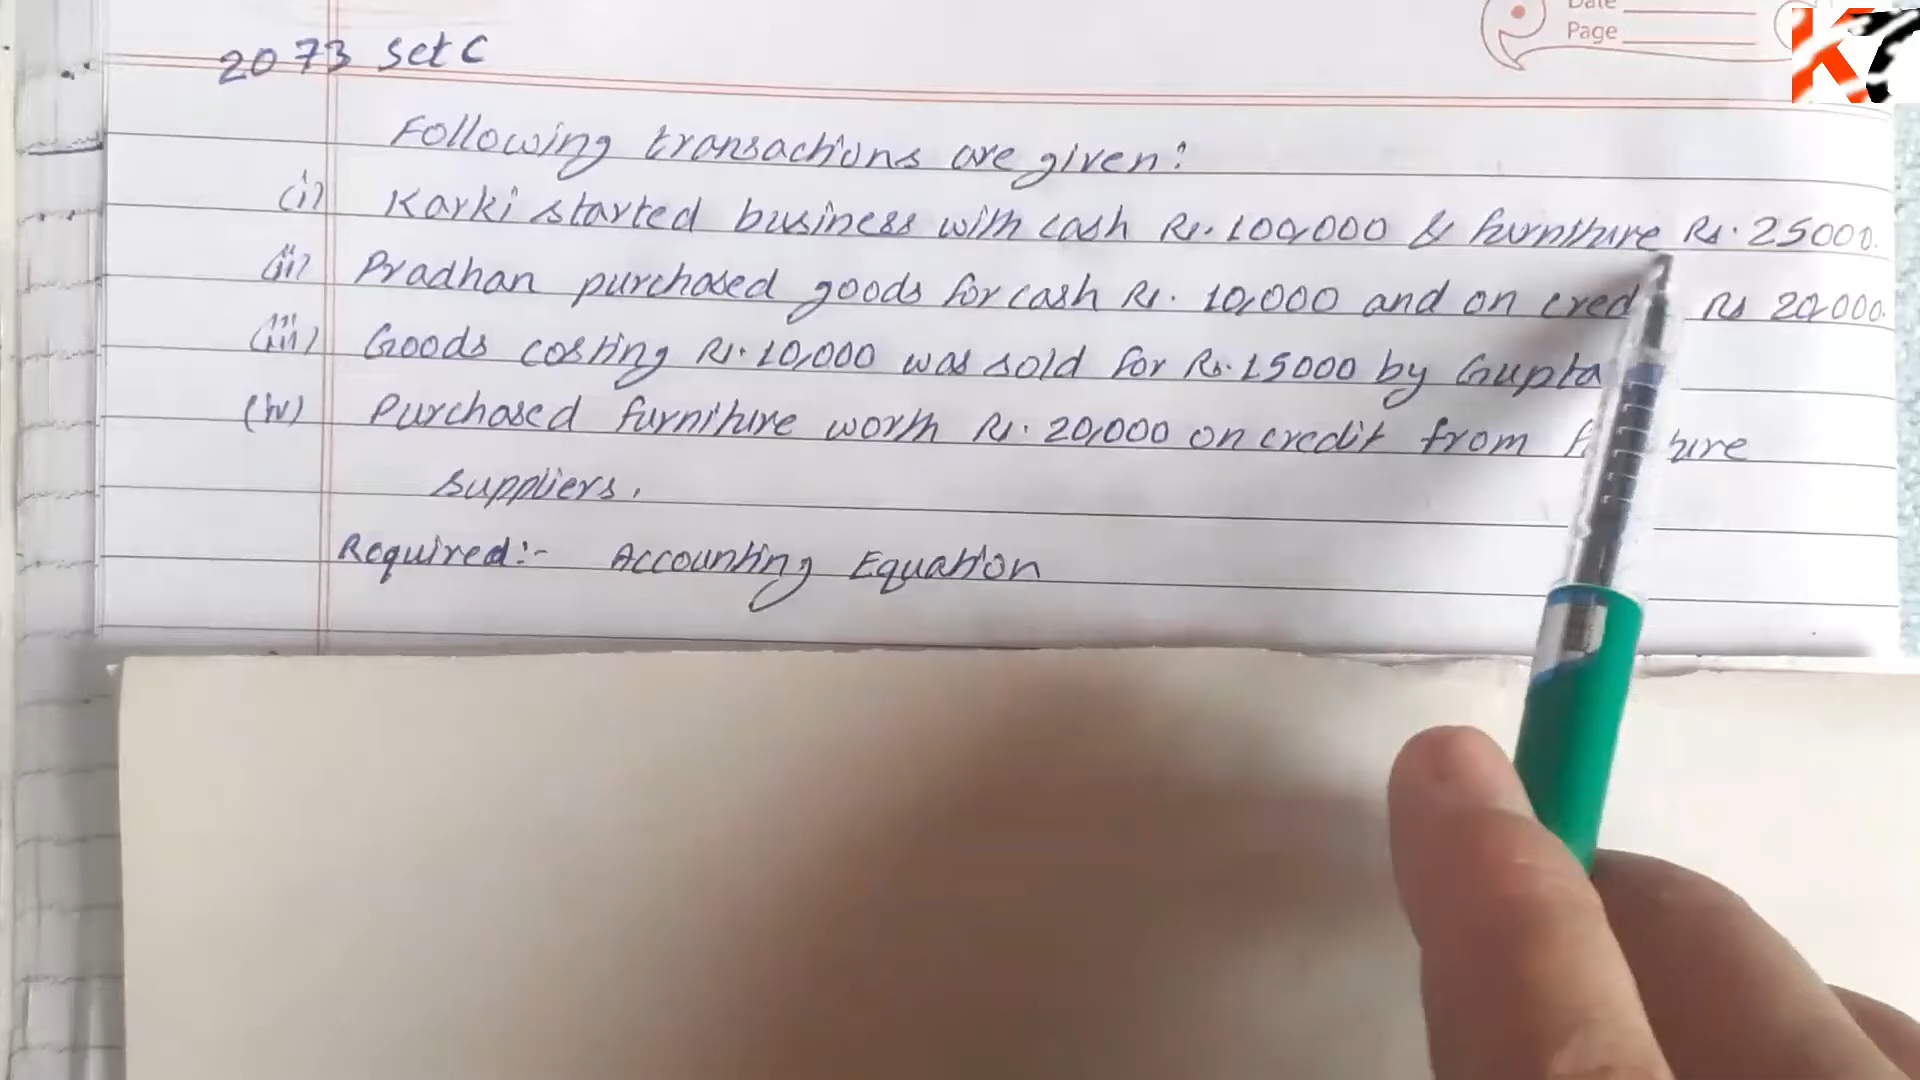 Date
Page
2073 Set C
Following transactions are given:
(i) Karki started business with cash Rs. 100,000 & furniture Rs. 25000.
(ii) Pradhan purchased goods for cash Rs. 10,000 and on cred Rs 20,000.
(iii) Goods costing Rs. 10,000 was sold for Rs. 15000 by Gupta
(iv) Purchased furniture worth Rs. 20,000 on credit from
suppliers.
Required:- Accounting Equation